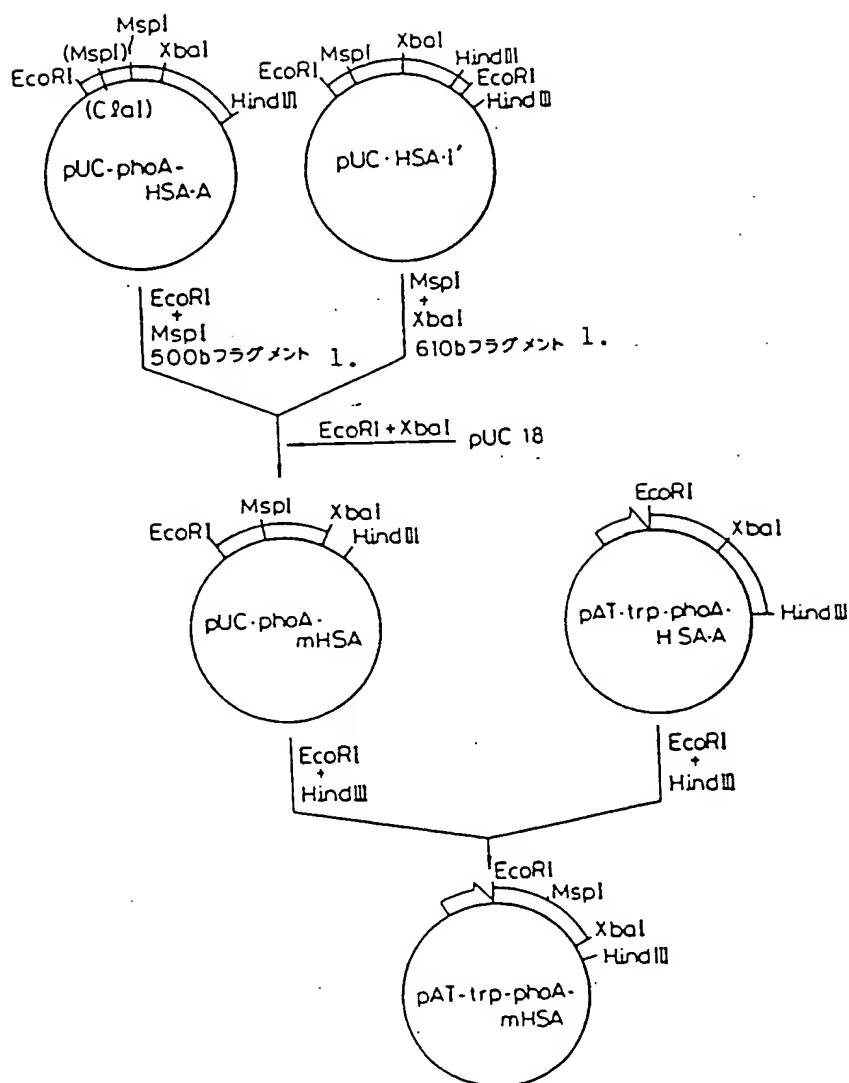 MspI
(MspI)
XbaI
EcoRI
(ClaI)
HindIII
pUC-phoA-
HSA·A
XbaI
MspI
HindIII
EcoRI
EcoRI
HindIII
pUC·HSA·I'
EcoRI
+
MspI
500bフラグメント 1.
MspI
+
XbaI
610bフラグメント 1.
EcoRI+XbaI
pUC 18
MspI
XbaI
EcoRI
HindIII
pUC·phoA·
mHSA
EcoRI
XbaI
HindIII
pAT-trp-phoA-
HSA·A
EcoRI
+
HindIII
EcoRI
+
HindIII
EcoRI
MspI
XbaI
HindIII
pAT-trp-phoA-
mHSA